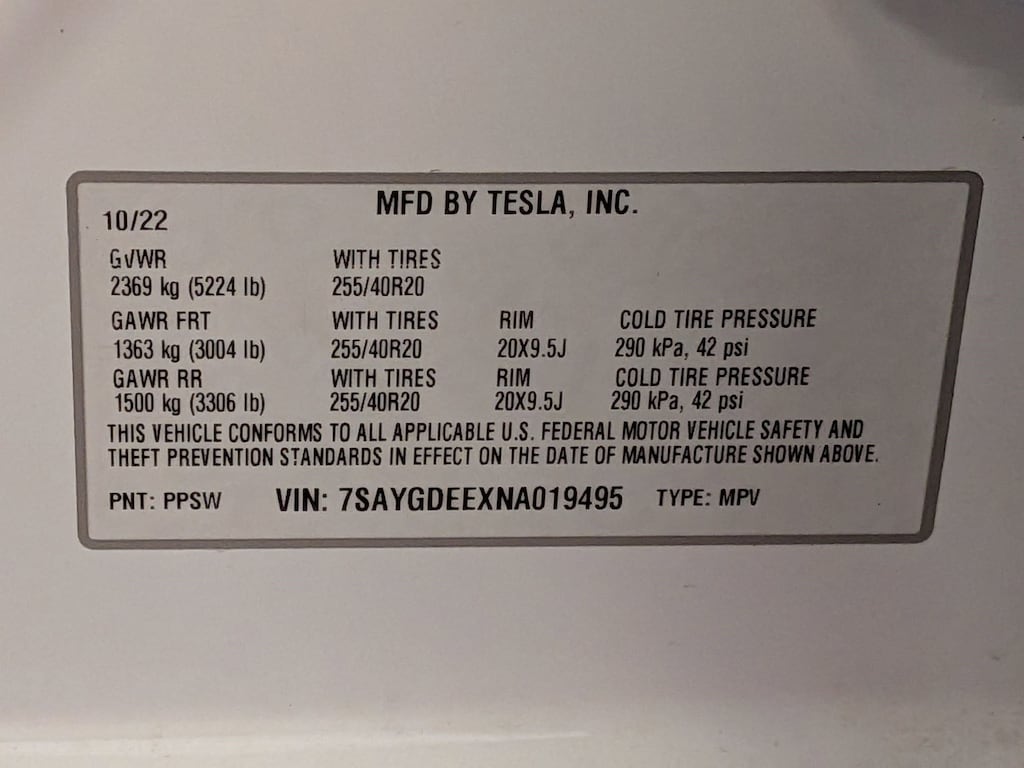 MFD BY TESLA, INC.
10/22
GVWR WITH TIRES
2369 kg (5224 lb) 255/40R20
GAWR FRT WITH TIRES RIM COLD TIRE PRESSURE
1363 kg (3004 lb) 255/40R20 20X9.5J 290 kPa, 42 psi
GAWR RR WITH TIRES RIM COLD TIRE PRESSURE
1500 kg (3306 lb) 255/40R20 20X9.5J 290 kPa, 42 psi
THIS VEHICLE CONFORMS TO ALL APPLICABLE U.S. FEDERAL MOTOR VEHICLE SAFETY AND
THEFT PREVENTION STANDARDS IN EFFECT ON THE DATE OF MANUFACTURE SHOWN ABOVE.
PNT: PPSW VIN: 7SAYGDEEXNA019495 TYPE: MPV